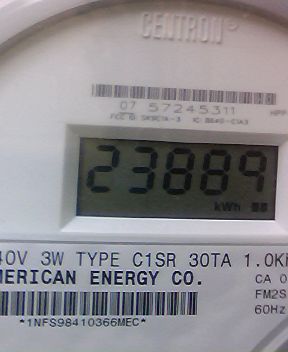 CENTRON®
07 57245311
23889
kWh
40V 3W TYPE C1SR 30TA 1.0K
MERICAN ENERGY CO.
CA 0
FM2S
60Hz
*1NFS98410366MEC*